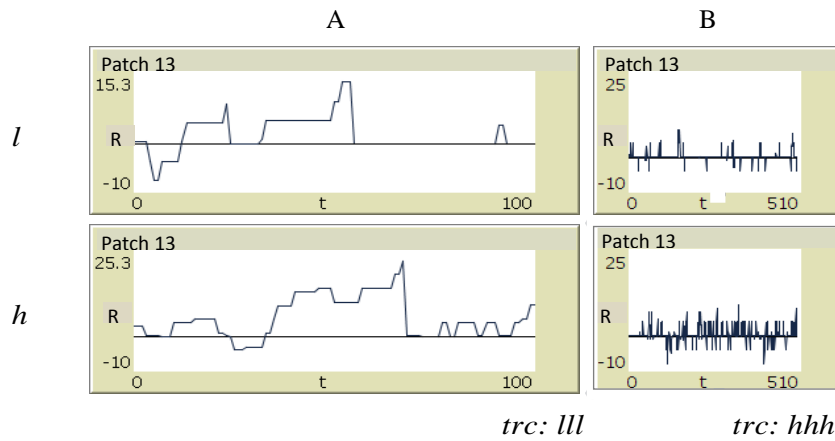 A B
Patch 13 Patch 13
15.3 25
l R R
-10 -10
0 t 100 0 t 510
Patch 13 Patch 13
25.3 25
h R R
-10 -10
0 t 100 0 t 510
trc: lll trc: hhh